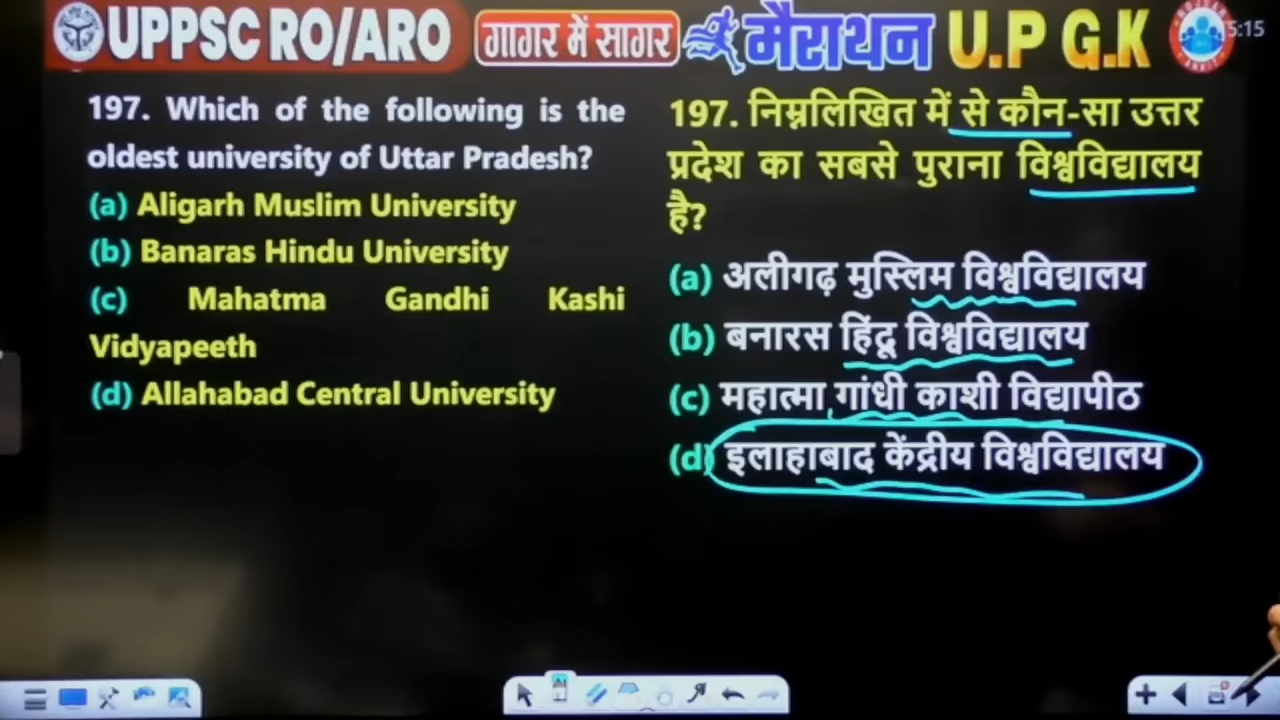 UPPSC RO/ARO गागर में सागर मैराथन U.P G.K
5:15
197. Which of the following is the
oldest university of Uttar Pradesh?
(a) Aligarh Muslim University
(b) Banaras Hindu University
(c) Mahatma Gandhi Kashi
Vidyapeeth
(d) Allahabad Central University
197. निम्नलिखित में से कौन-सा उत्तर
प्रदेश का सबसे पुराना विश्वविद्यालय
है?
(a) अलीगढ़ मुस्लिम विश्वविद्यालय
(b) बनारस हिंदू विश्वविद्यालय
(c) महात्मा गांधी काशी विद्यापीठ
(d) इलाहाबाद केंद्रीय विश्वविद्यालय